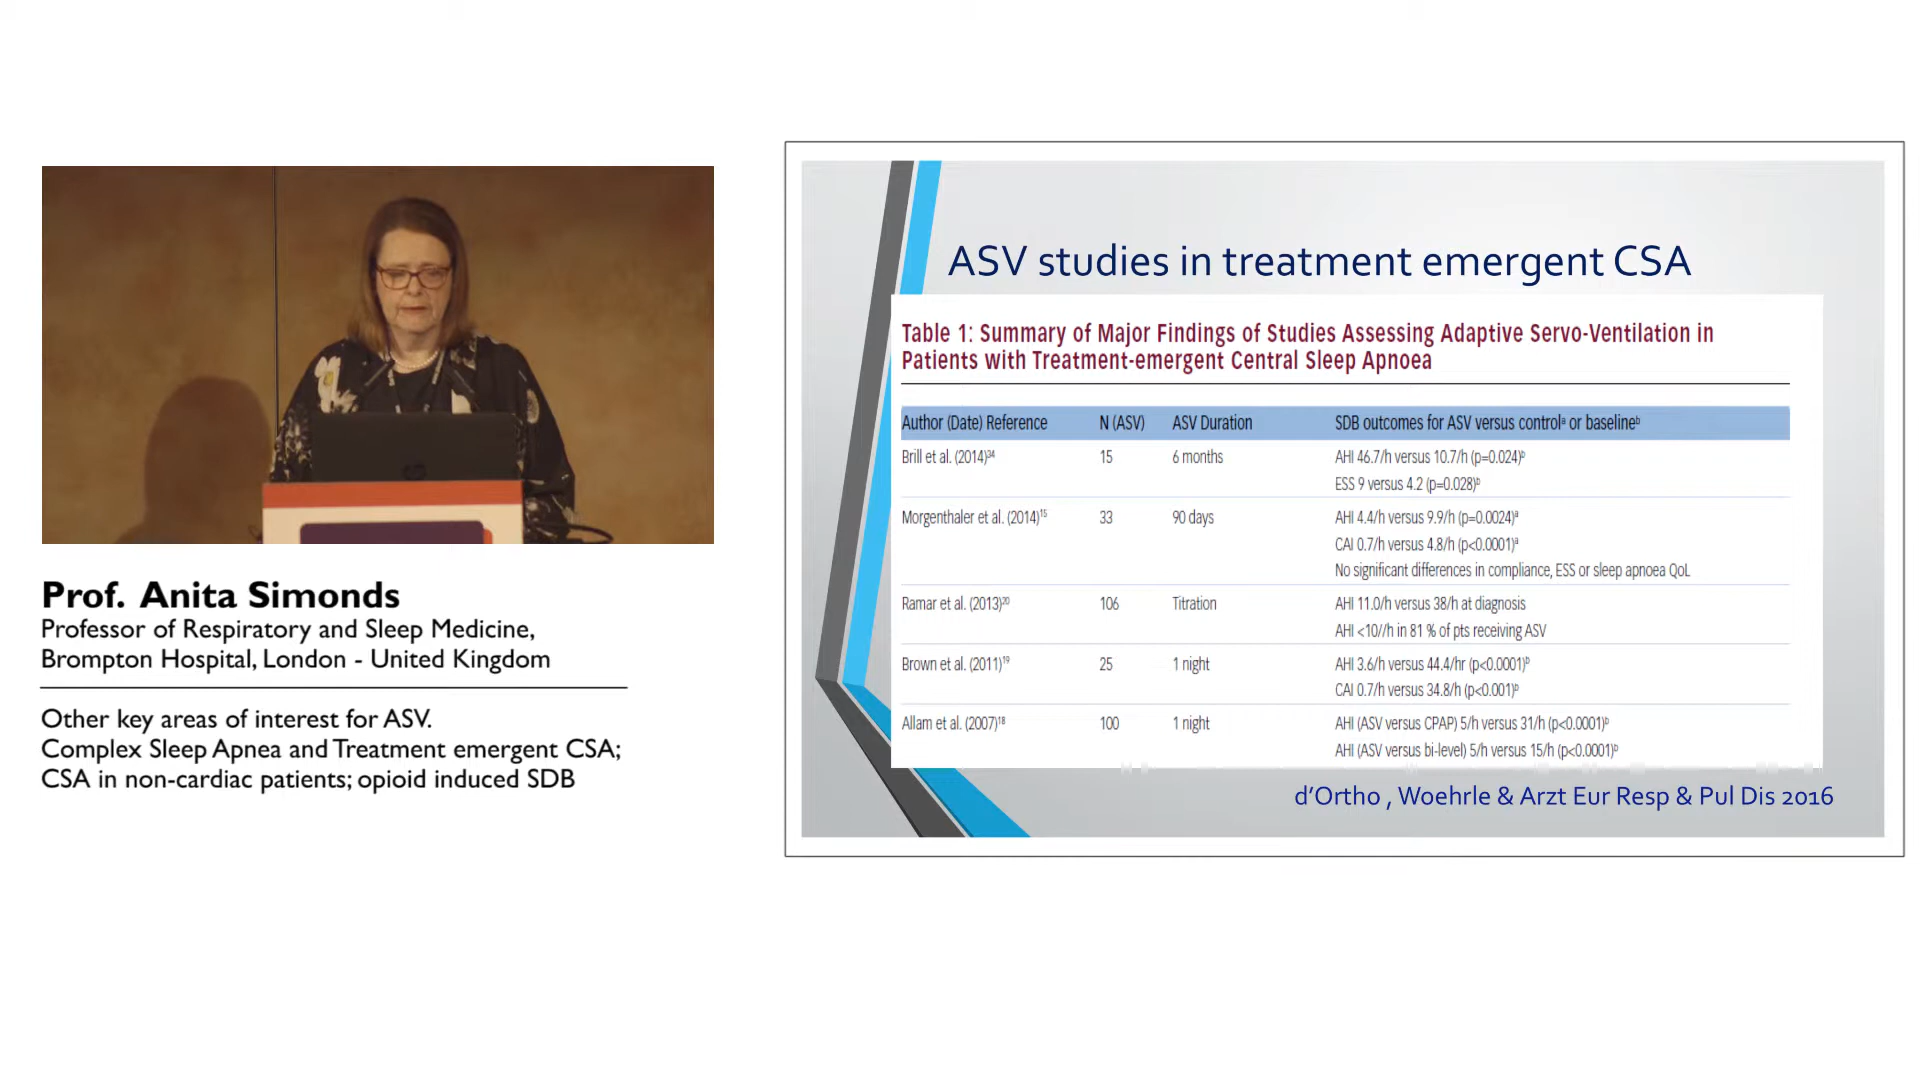 Prof. Anita Simonds
Professor of Respiratory and Sleep Medicine,
Brompton Hospital, London - United Kingdom
Other key areas of interest for ASV.
Complex Sleep Apnea and Treatment emergent CSA;
CSA in non-cardiac patients; opioid induced SDB
ASV studies in treatment emergent CSA
Table 1: Summary of Major Findings of Studies Assessing Adaptive Servo-Ventilation in
Patients with Treatment-emergent Central Sleep Apnoea
Author (Date) Reference N (ASV) ASV Duration SDB outcomes for ASV versus controlᵃ or baselineᵇ
Brill et al. (2014)³⁴ 15 6 months AHI 46.7/h versus 10.7/h (p=0.024)ᵇ
ESS 9 versus 4.2 (p=0.028)ᵇ
Morgenthaler et al. (2014)¹⁵ 33 90 days AHI 4.4/h versus 9.9/h (p=0.0024)ᵃ
CAI 0.7/h versus 4.8/h (p<0.0001)ᵃ
No significant differences in compliance, ESS or sleep apnoea QoL
Ramar et al. (2013)²⁰ 106 Titration AHI 11.0/h versus 38/h at diagnosis
AHI <10//h in 81 % of pts receiving ASV
Brown et al. (2011)¹⁹ 25 1 night AHI 3.6/h versus 44.4/hr (p<0.0001)ᵇ
CAI 0.7/h versus 34.8/h (p<0.001)ᵇ
Allam et al. (2007)¹⁸ 100 1 night AHI (ASV versus CPAP) 5/h versus 31/h (p<0.0001)ᵇ
AHI (ASV versus bi-level) 5/h versus 15/h (p<0.0001)ᵇ
d'Ortho , Woehrle & Arzt Eur Resp & Pul Dis 2016